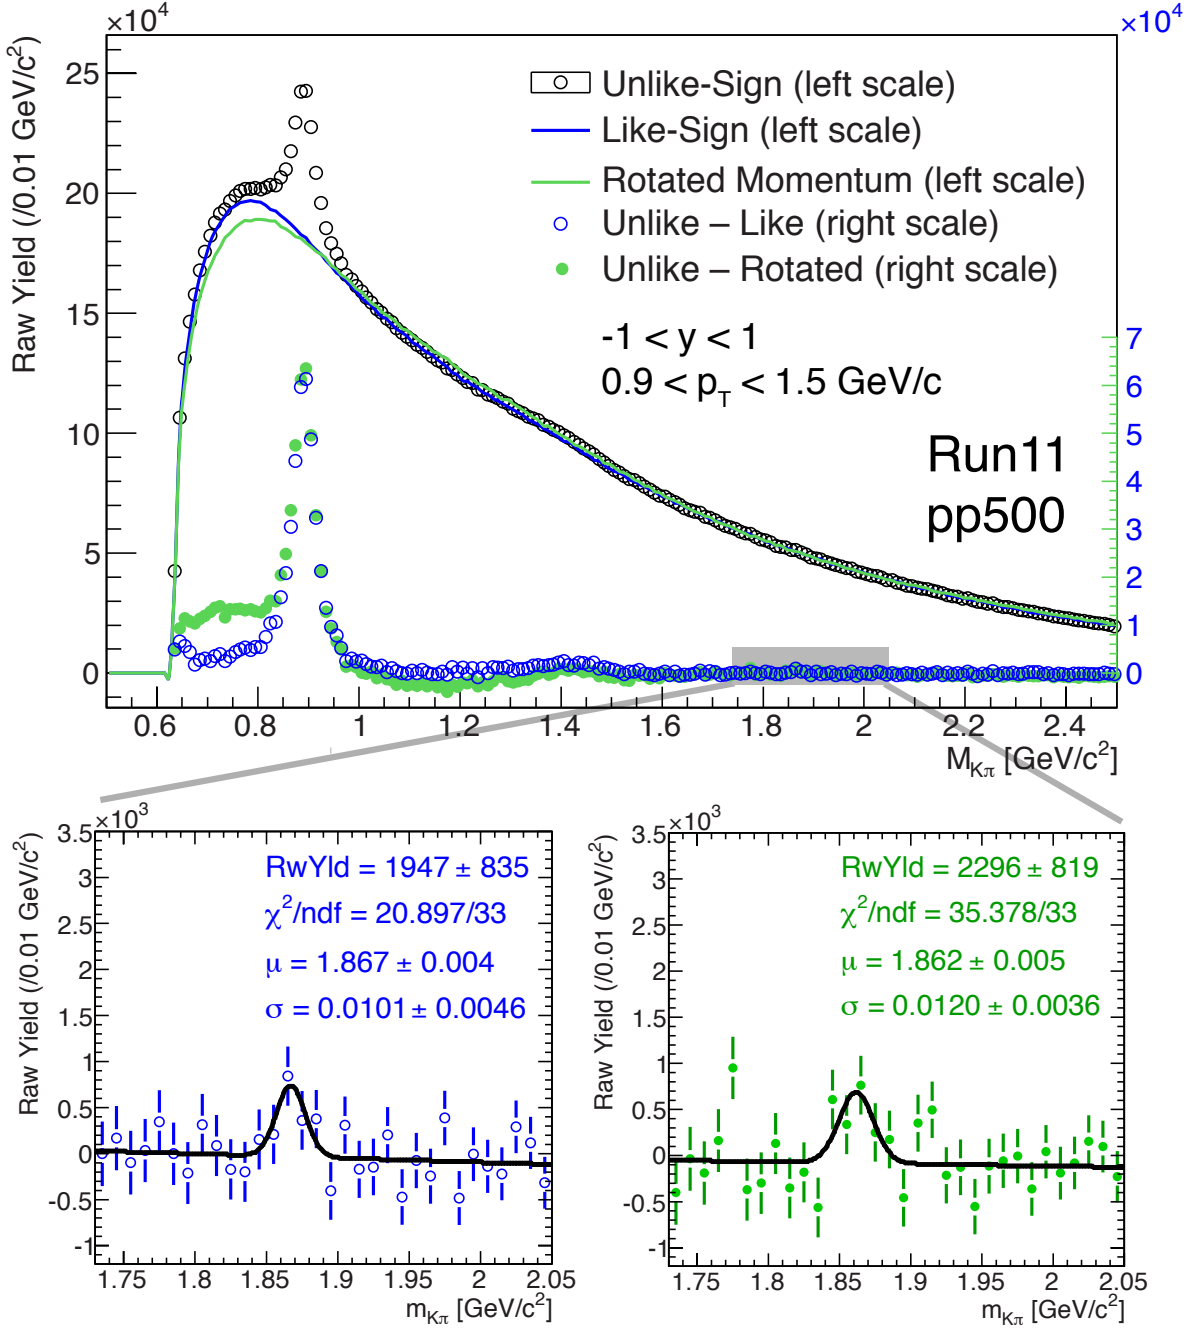 ×10⁴
×10⁴
Raw Yield (/0.01 GeV/c²)
25
20
15
10
5
0
Unlike-Sign (left scale)
Like-Sign (left scale)
Rotated Momentum (left scale)
Unlike – Like (right scale)
Unlike – Rotated (right scale)
-1 < y < 1
0.9 < p_T < 1.5 GeV/c
Run11
pp500
7
6
5
4
3
2
1
0
0.6 0.8 1 1.2 1.4 1.6 1.8 2 2.2 2.4
M_Kπ [GeV/c²]
×10³
Raw Yield (/0.01 GeV/c²)
3.5
3
2.5
2
1.5
1
0.5
0
-0.5
-1
RwYld = 1947 ± 835
χ²/ndf = 20.897/33
μ = 1.867 ± 0.004
σ = 0.0101 ± 0.0046
1.75 1.8 1.85 1.9 1.95 2 2.05
m_Kπ [GeV/c²]
×10³
Raw Yield (/0.01 GeV/c²)
3.5
3
2.5
2
1.5
1
0.5
0
-0.5
-1
RwYld = 2296 ± 819
χ²/ndf = 35.378/33
μ = 1.862 ± 0.005
σ = 0.0120 ± 0.0036
1.75 1.8 1.85 1.9 1.95 2 2.05
m_Kπ [GeV/c²]